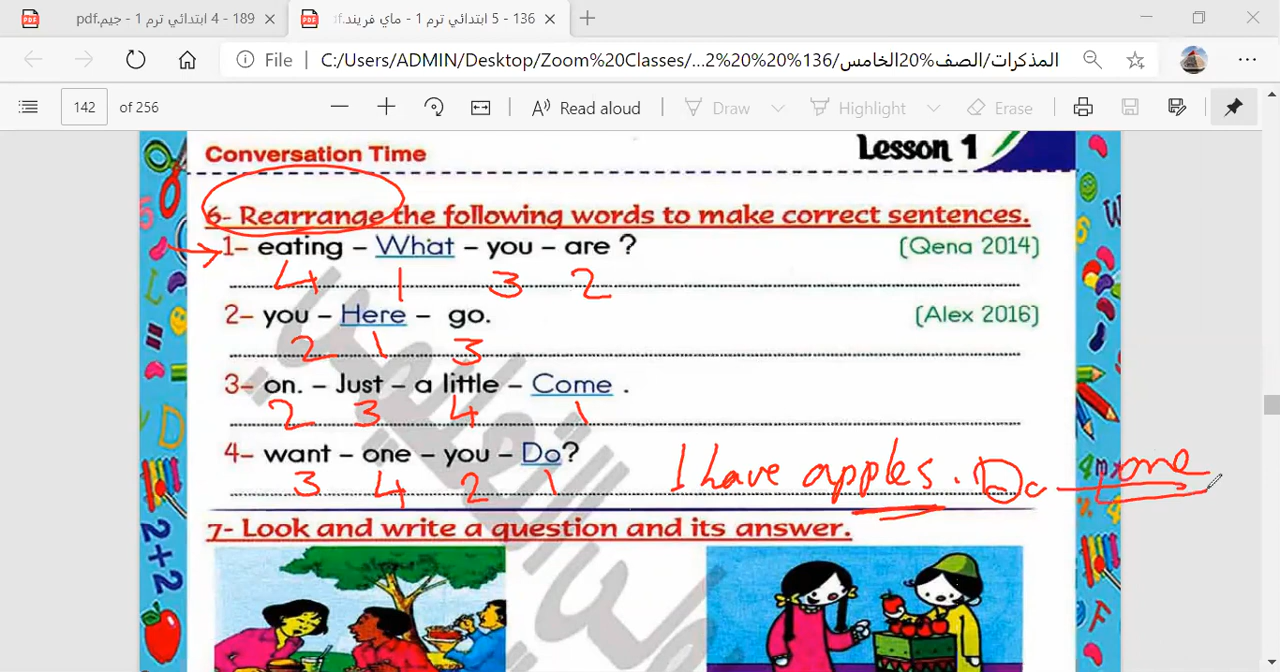 189 - 4 ابتدائي ترم 1 - جيم.pdf
136 - 5 ابتدائي ترم 1 - ماي فريند.
File C:/Users/ADMIN/Desktop/Zoom%20Classes/المذكرات/الصف%20الخامس/136%20%20%202...
142 of 256 Read aloud Draw Highlight Erase
Conversation Time Lesson 1
6- Rearrange the following words to make correct sentences.
1- eating - What - you - are ? (Qena 2014)
4 1 3 2
2- you - Here - go. (Alex 2016)
2 1 3
3- on. - Just - a little - Come .
2 3 4 1
4- want - one - you - Do?
3 4 2 1
I have apples. Do one
7- Look and write a question and its answer.
2+2